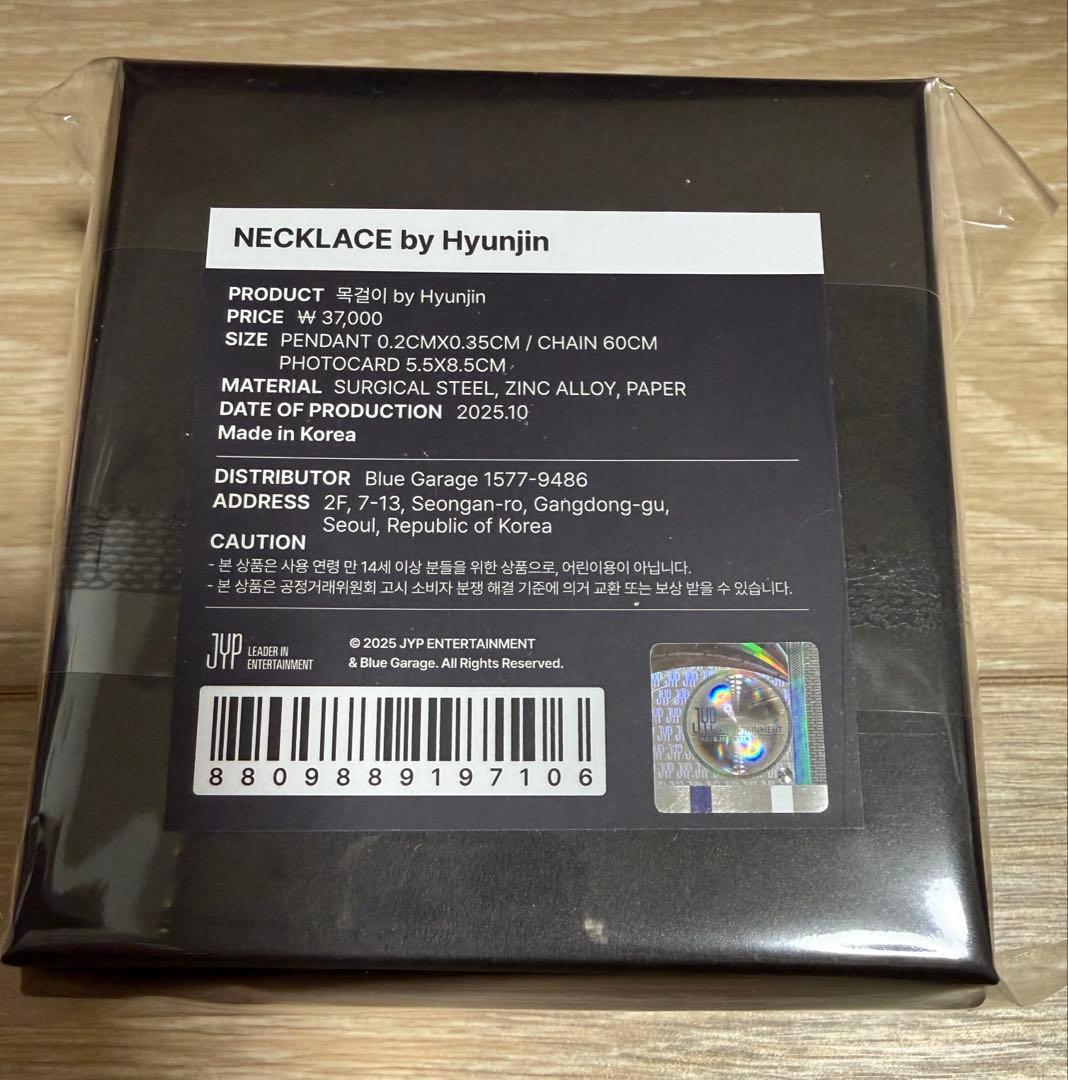 NECKLACE by Hyunjin
PRODUCT 목걸이 by Hyunjin
PRICE ₩ 37,000
SIZE PENDANT 0.2CMX0.35CM / CHAIN 60CM
PHOTOCARD 5.5X8.5CM
MATERIAL SURGICAL STEEL, ZINC ALLOY, PAPER
DATE OF PRODUCTION 2025.10
Made in Korea
DISTRIBUTOR Blue Garage 1577-9486
ADDRESS 2F, 7-13, Seongan-ro, Gangdong-gu,
Seoul, Republic of Korea
CAUTION
- 본 상품은 사용 연령 만 14세 이상 분들을 위한 상품으로, 어린이용이 아닙니다.
- 본 상품은 공정거래위원회 고시 소비자 분쟁 해결 기준에 의거 교환 또는 보상 받을 수 있습니다.
JYP LEADER IN
ENTERTAINMENT
© 2025 JYP ENTERTAINMENT
& Blue Garage. All Rights Reserved.
8809889197106
JYP